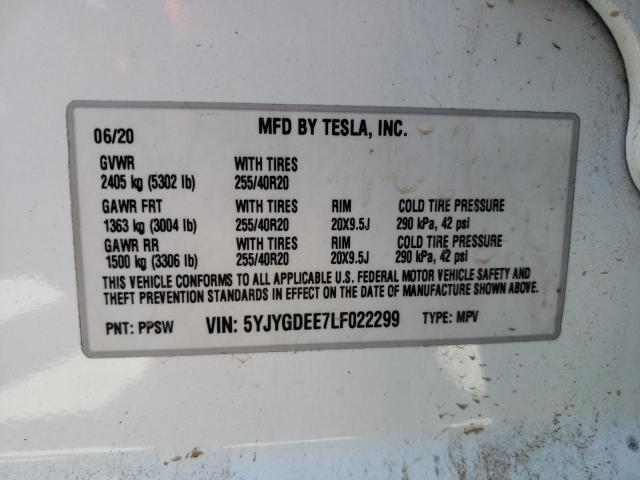 06/20 MFD BY TESLA, INC.
GVWR WITH TIRES
2405 kg (5302 lb) 255/40R20
GAWR FRT WITH TIRES RIM COLD TIRE PRESSURE
1363 kg (3004 lb) 255/40R20 20X9.5J 290 kPa, 42 psi
GAWR RR WITH TIRES RIM COLD TIRE PRESSURE
1500 kg (3306 lb) 255/40R20 20X9.5J 290 kPa, 42 psi
THIS VEHICLE CONFORMS TO ALL APPLICABLE U.S. FEDERAL MOTOR VEHICLE SAFETY AND
THEFT PREVENTION STANDARDS IN EFFECT ON THE DATE OF MANUFACTURE SHOWN ABOVE.
PNT: PPSW VIN: 5YJYGDEE7LF022299 TYPE: MPV